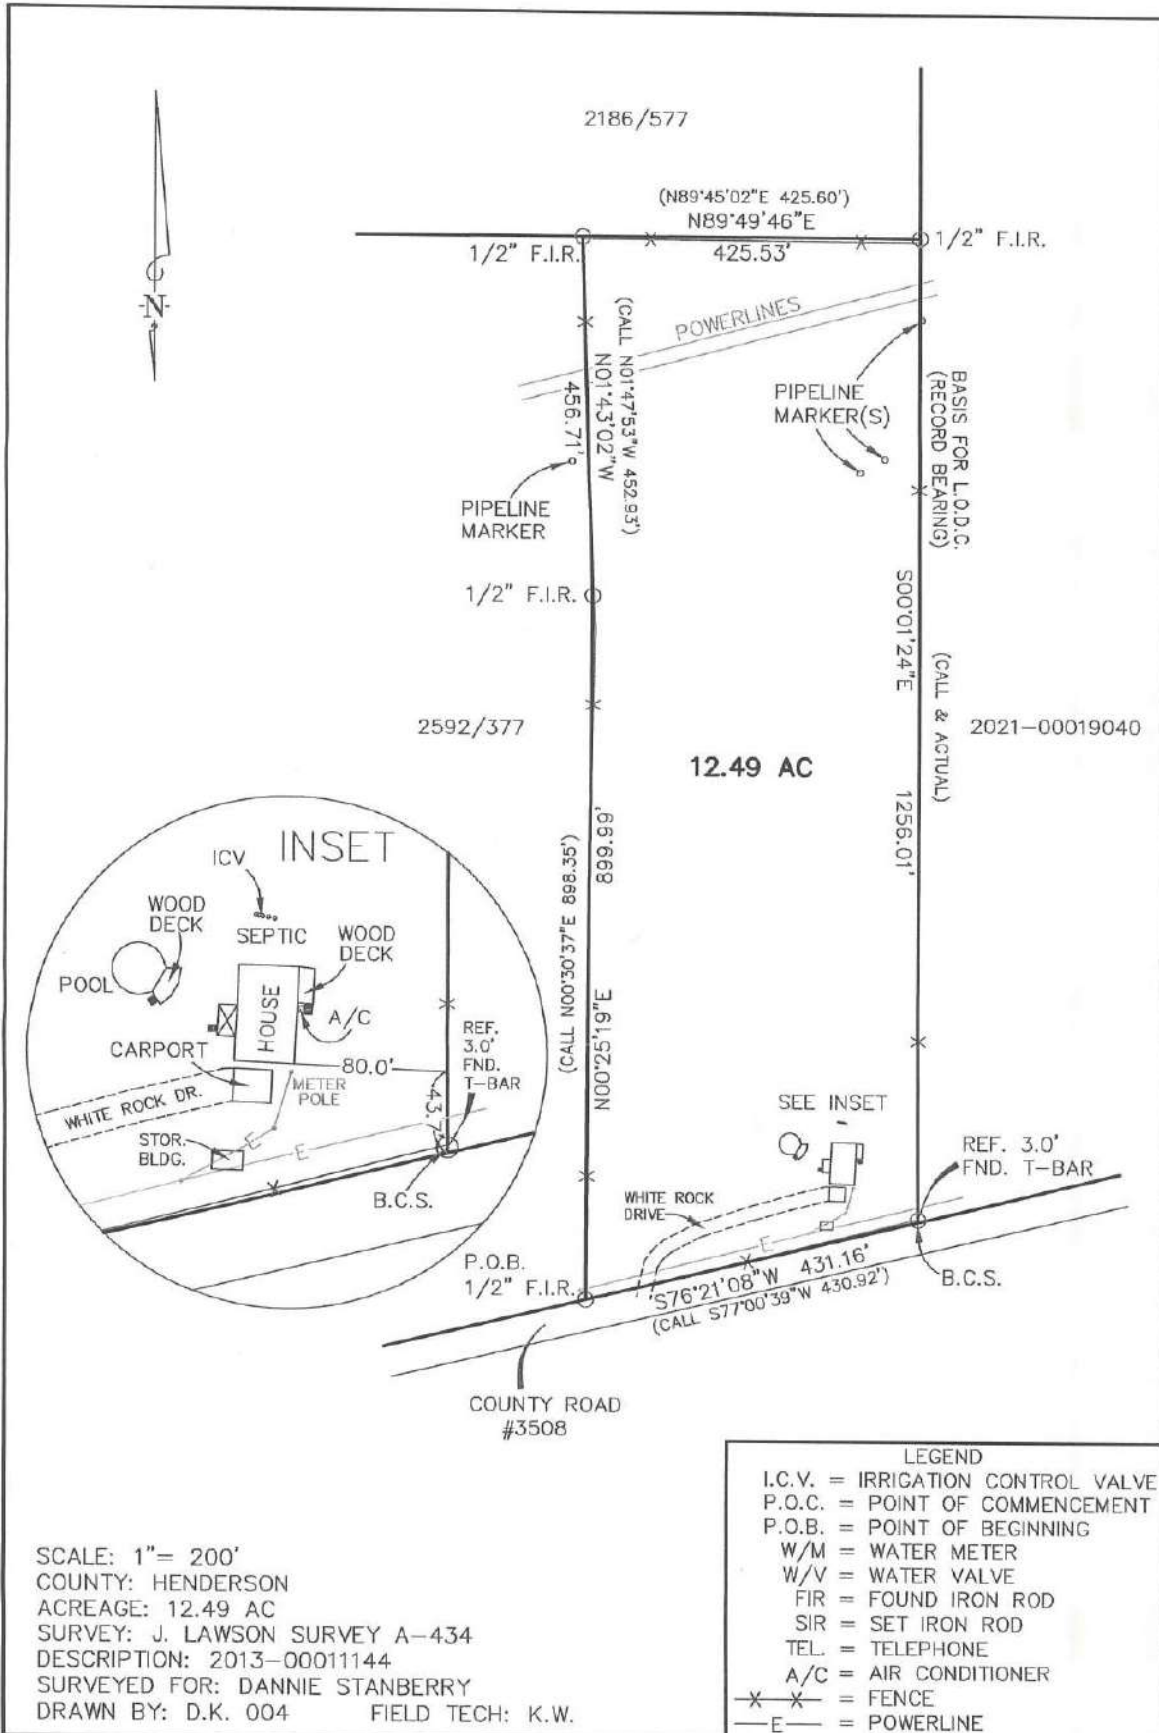 2186/577
(N89°45'02"E 425.60')
N89°49'46"E
425.53'
1/2" F.I.R.
1/2" F.I.R.
-N-
POWERLINES
(CALL N01°47'53"W 452.93')
N01°43'02"W
456.71'
PIPELINE
MARKER(S)
BASIS FOR L.O.D.C.
(RECORD BEARING)
PIPELINE
MARKER
1/2" F.I.R.
S00°01'24"E
1256.01'
(CALL & ACTUAL)
2592/377
2021-00019040
12.49 AC
899.99'
(CALL N00°30'37"E 898.35')
N00°25'19"E
INSET
ICV
WOOD
DECK
SEPTIC
WOOD
DECK
POOL
HOUSE
A/C
CARPORT
80.0'
REF.
3.0'
FND.
T-BAR
WHITE ROCK DR.
METER
POLE
STOR.
BLDG.
E
E
B.C.S.
SEE INSET
REF. 3.0'
FND. T-BAR
WHITE ROCK
DRIVE
E
P.O.B.
1/2" F.I.R.
S76°21'08"W 431.16'
(CALL S77°00'39"W 430.92')
B.C.S.
COUNTY ROAD
#3508
LEGEND
I.C.V. = IRRIGATION CONTROL VALVE
P.O.C. = POINT OF COMMENCEMENT
P.O.B. = POINT OF BEGINNING
W/M = WATER METER
W/V = WATER VALVE
FIR = FOUND IRON ROD
SIR = SET IRON ROD
TEL. = TELEPHONE
A/C = AIR CONDITIONER
X X = FENCE
E = POWERLINE
SCALE: 1"= 200'
COUNTY: HENDERSON
ACREAGE: 12.49 AC
SURVEY: J. LAWSON SURVEY A-434
DESCRIPTION: 2013-00011144
SURVEYED FOR: DANNIE STANBERRY
DRAWN BY: D.K. 004 FIELD TECH: K.W.